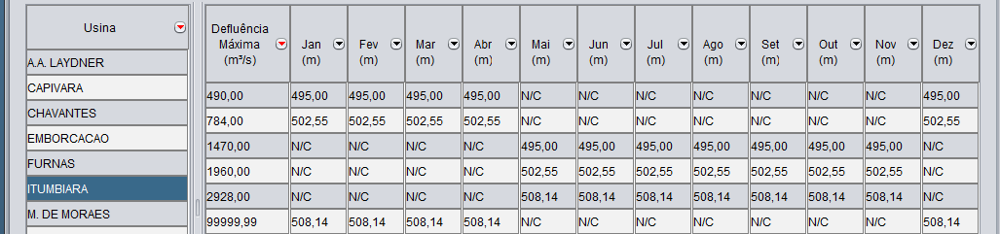 Usina
A.A. LAYDNER
CAPIVARA
CHAVANTES
EMBORCACAO
FURNAS
ITUMBIARA
M. DE MORAES
Defluência Jan Fev Mar Abr Mai Jun Jul Ago Set Out Nov Dez
Máxima (m) (m) (m) (m) (m) (m) (m) (m) (m) (m) (m) (m)
(m³/s)
490,00 495,00 495,00 495,00 495,00 N/C N/C N/C N/C N/C N/C N/C 495,00
784,00 502,55 502,55 502,55 502,55 N/C N/C N/C N/C N/C N/C N/C 502,55
1470,00 N/C N/C N/C N/C 495,00 495,00 495,00 495,00 495,00 495,00 495,00 N/C
1960,00 N/C N/C N/C N/C 502,55 502,55 502,55 502,55 502,55 502,55 502,55 N/C
2928,00 N/C N/C N/C N/C 508,14 508,14 508,14 508,14 508,14 508,14 508,14 N/C
99999,99 508,14 508,14 508,14 508,14 N/C N/C N/C N/C N/C N/C N/C 508,14